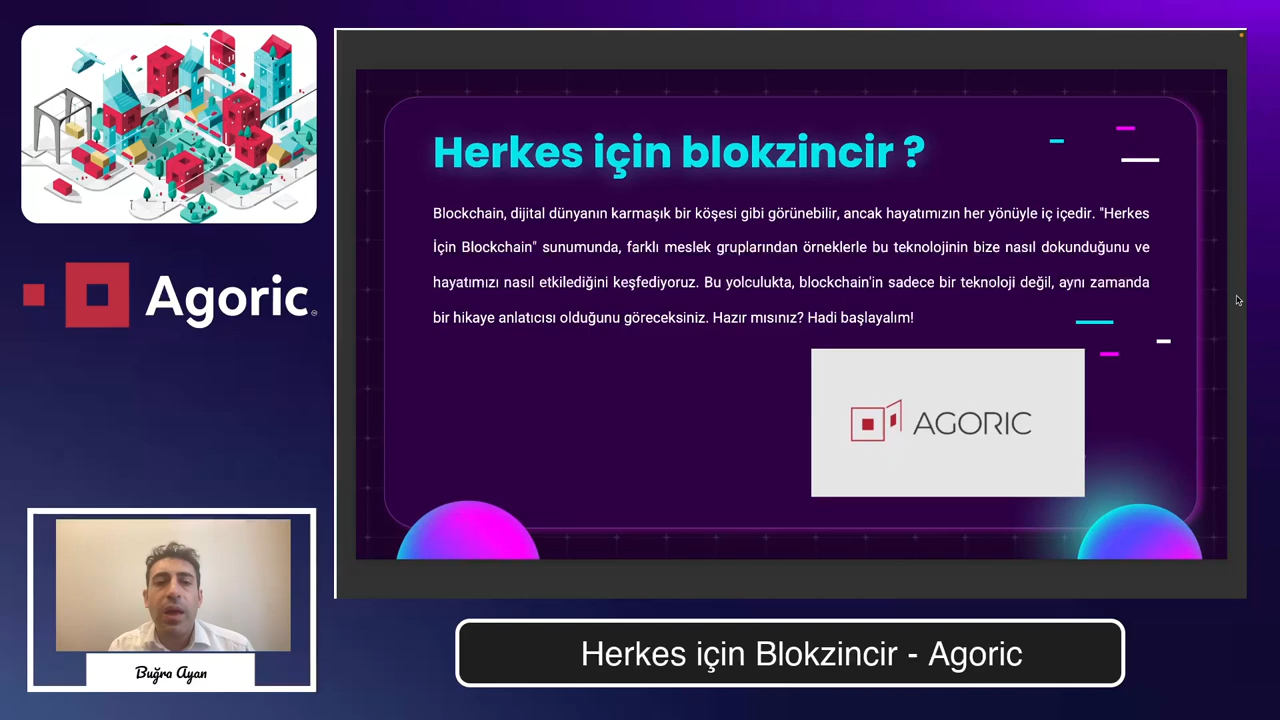 Herkes için blokzincir ?
Blockchain, dijital dünyanın karmaşık bir köşesi gibi görünebilir, ancak hayatımızın her yönüyle iç içedir. "Herkes
İçin Blockchain" sunumunda, farklı meslek gruplarından örneklerle bu teknolojinin bize nasıl dokunduğunu ve
hayatımızı nasıl etkilediğini keşfediyoruz. Bu yolculukta, blockchain'in sadece bir teknoloji değil, aynı zamanda
bir hikaye anlatıcısı olduğunu göreceksiniz. Hazır mısınız? Hadi başlayalım!
Agoric
AGORIC
Buğra Ayan
Herkes için Blokzincir - Agoric